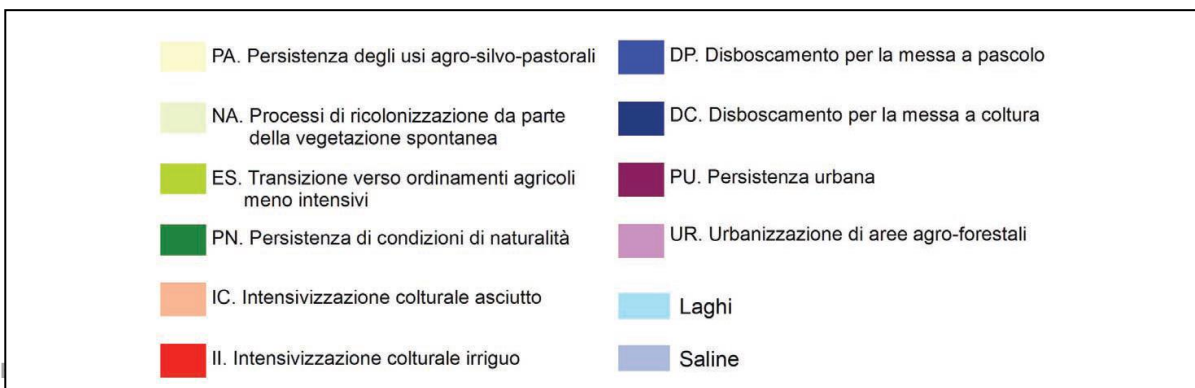 PA. Persistenza degli usi agro-silvo-pastorali
NA. Processi di ricolonizzazione da parte
della vegetazione spontanea
ES. Transizione verso ordinamenti agricoli
meno intensivi
PN. Persistenza di condizioni di naturalità
IC. Intensivizzazione colturale asciutto
II. Intensivizzazione colturale irriguo
DP. Disboscamento per la messa a pascolo
DC. Disboscamento per la messa a coltura
PU. Persistenza urbana
UR. Urbanizzazione di aree agro-forestali
Laghi
Saline